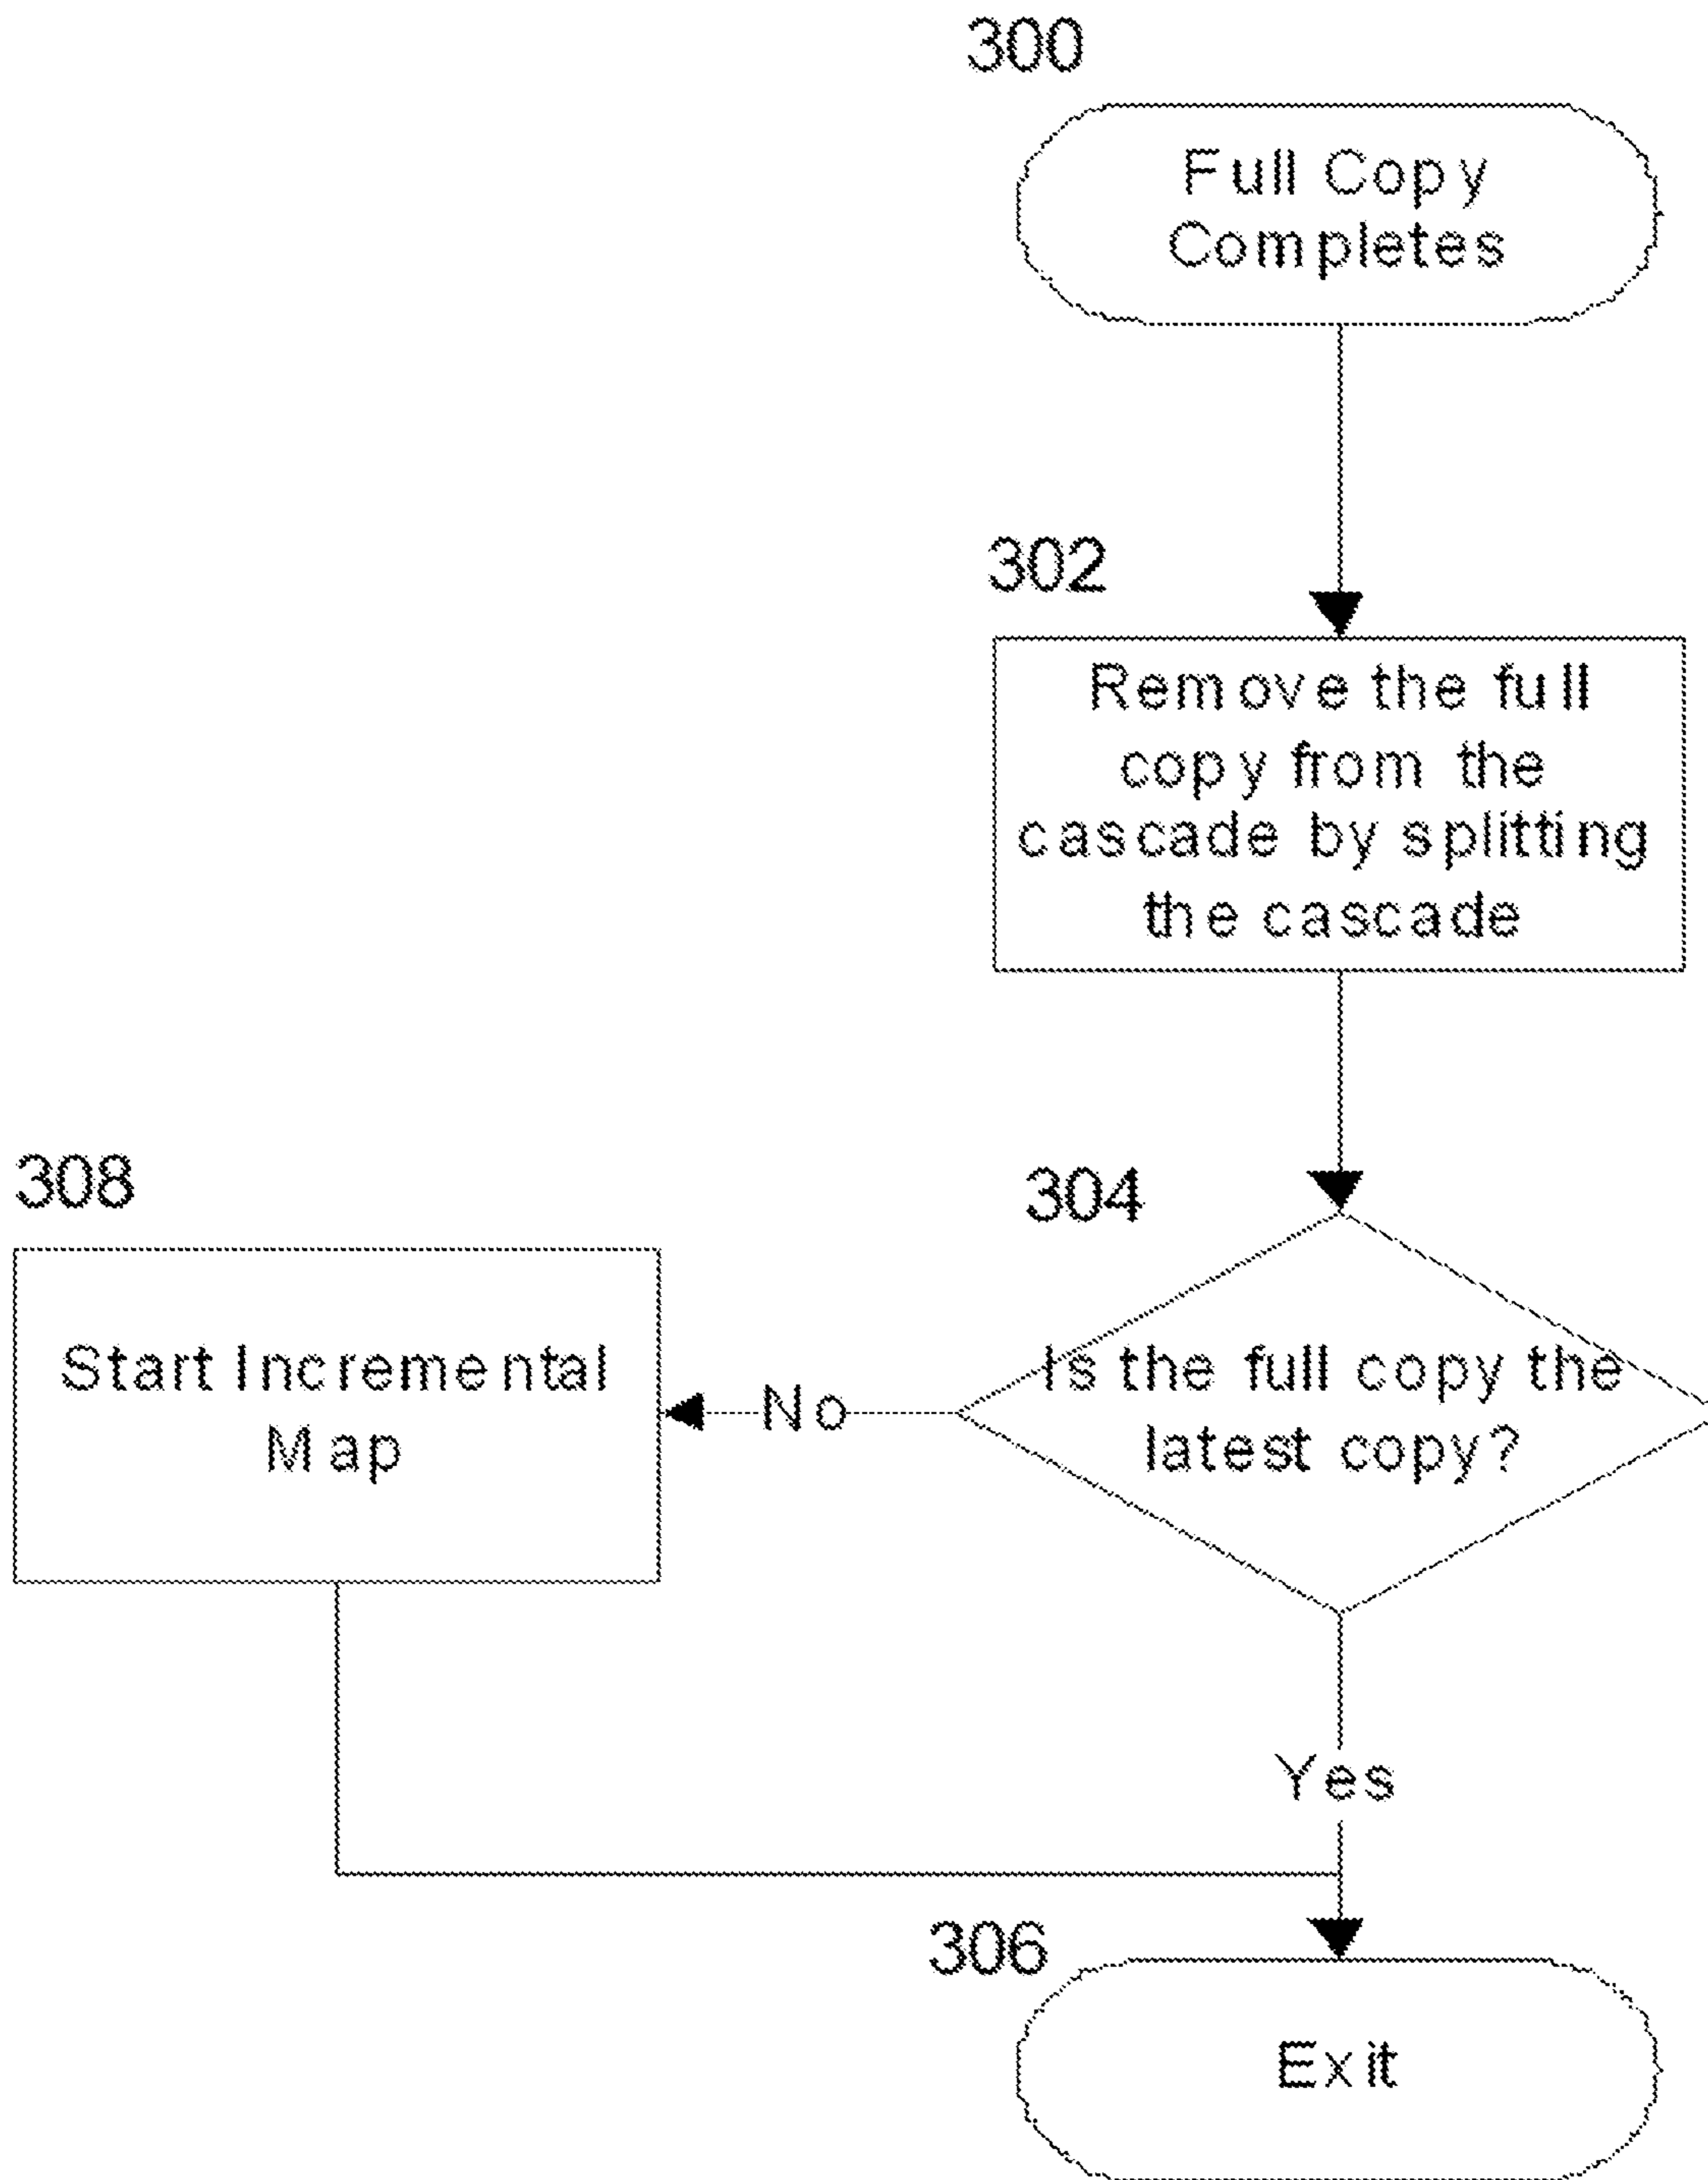 300
Full Copy
Completes
302
Remove the full
copy from the
cascade by splitting
the cascade
304
Is the full copy the
latest copy?
No
308
Start Incremental
Map
Yes
306
Exit